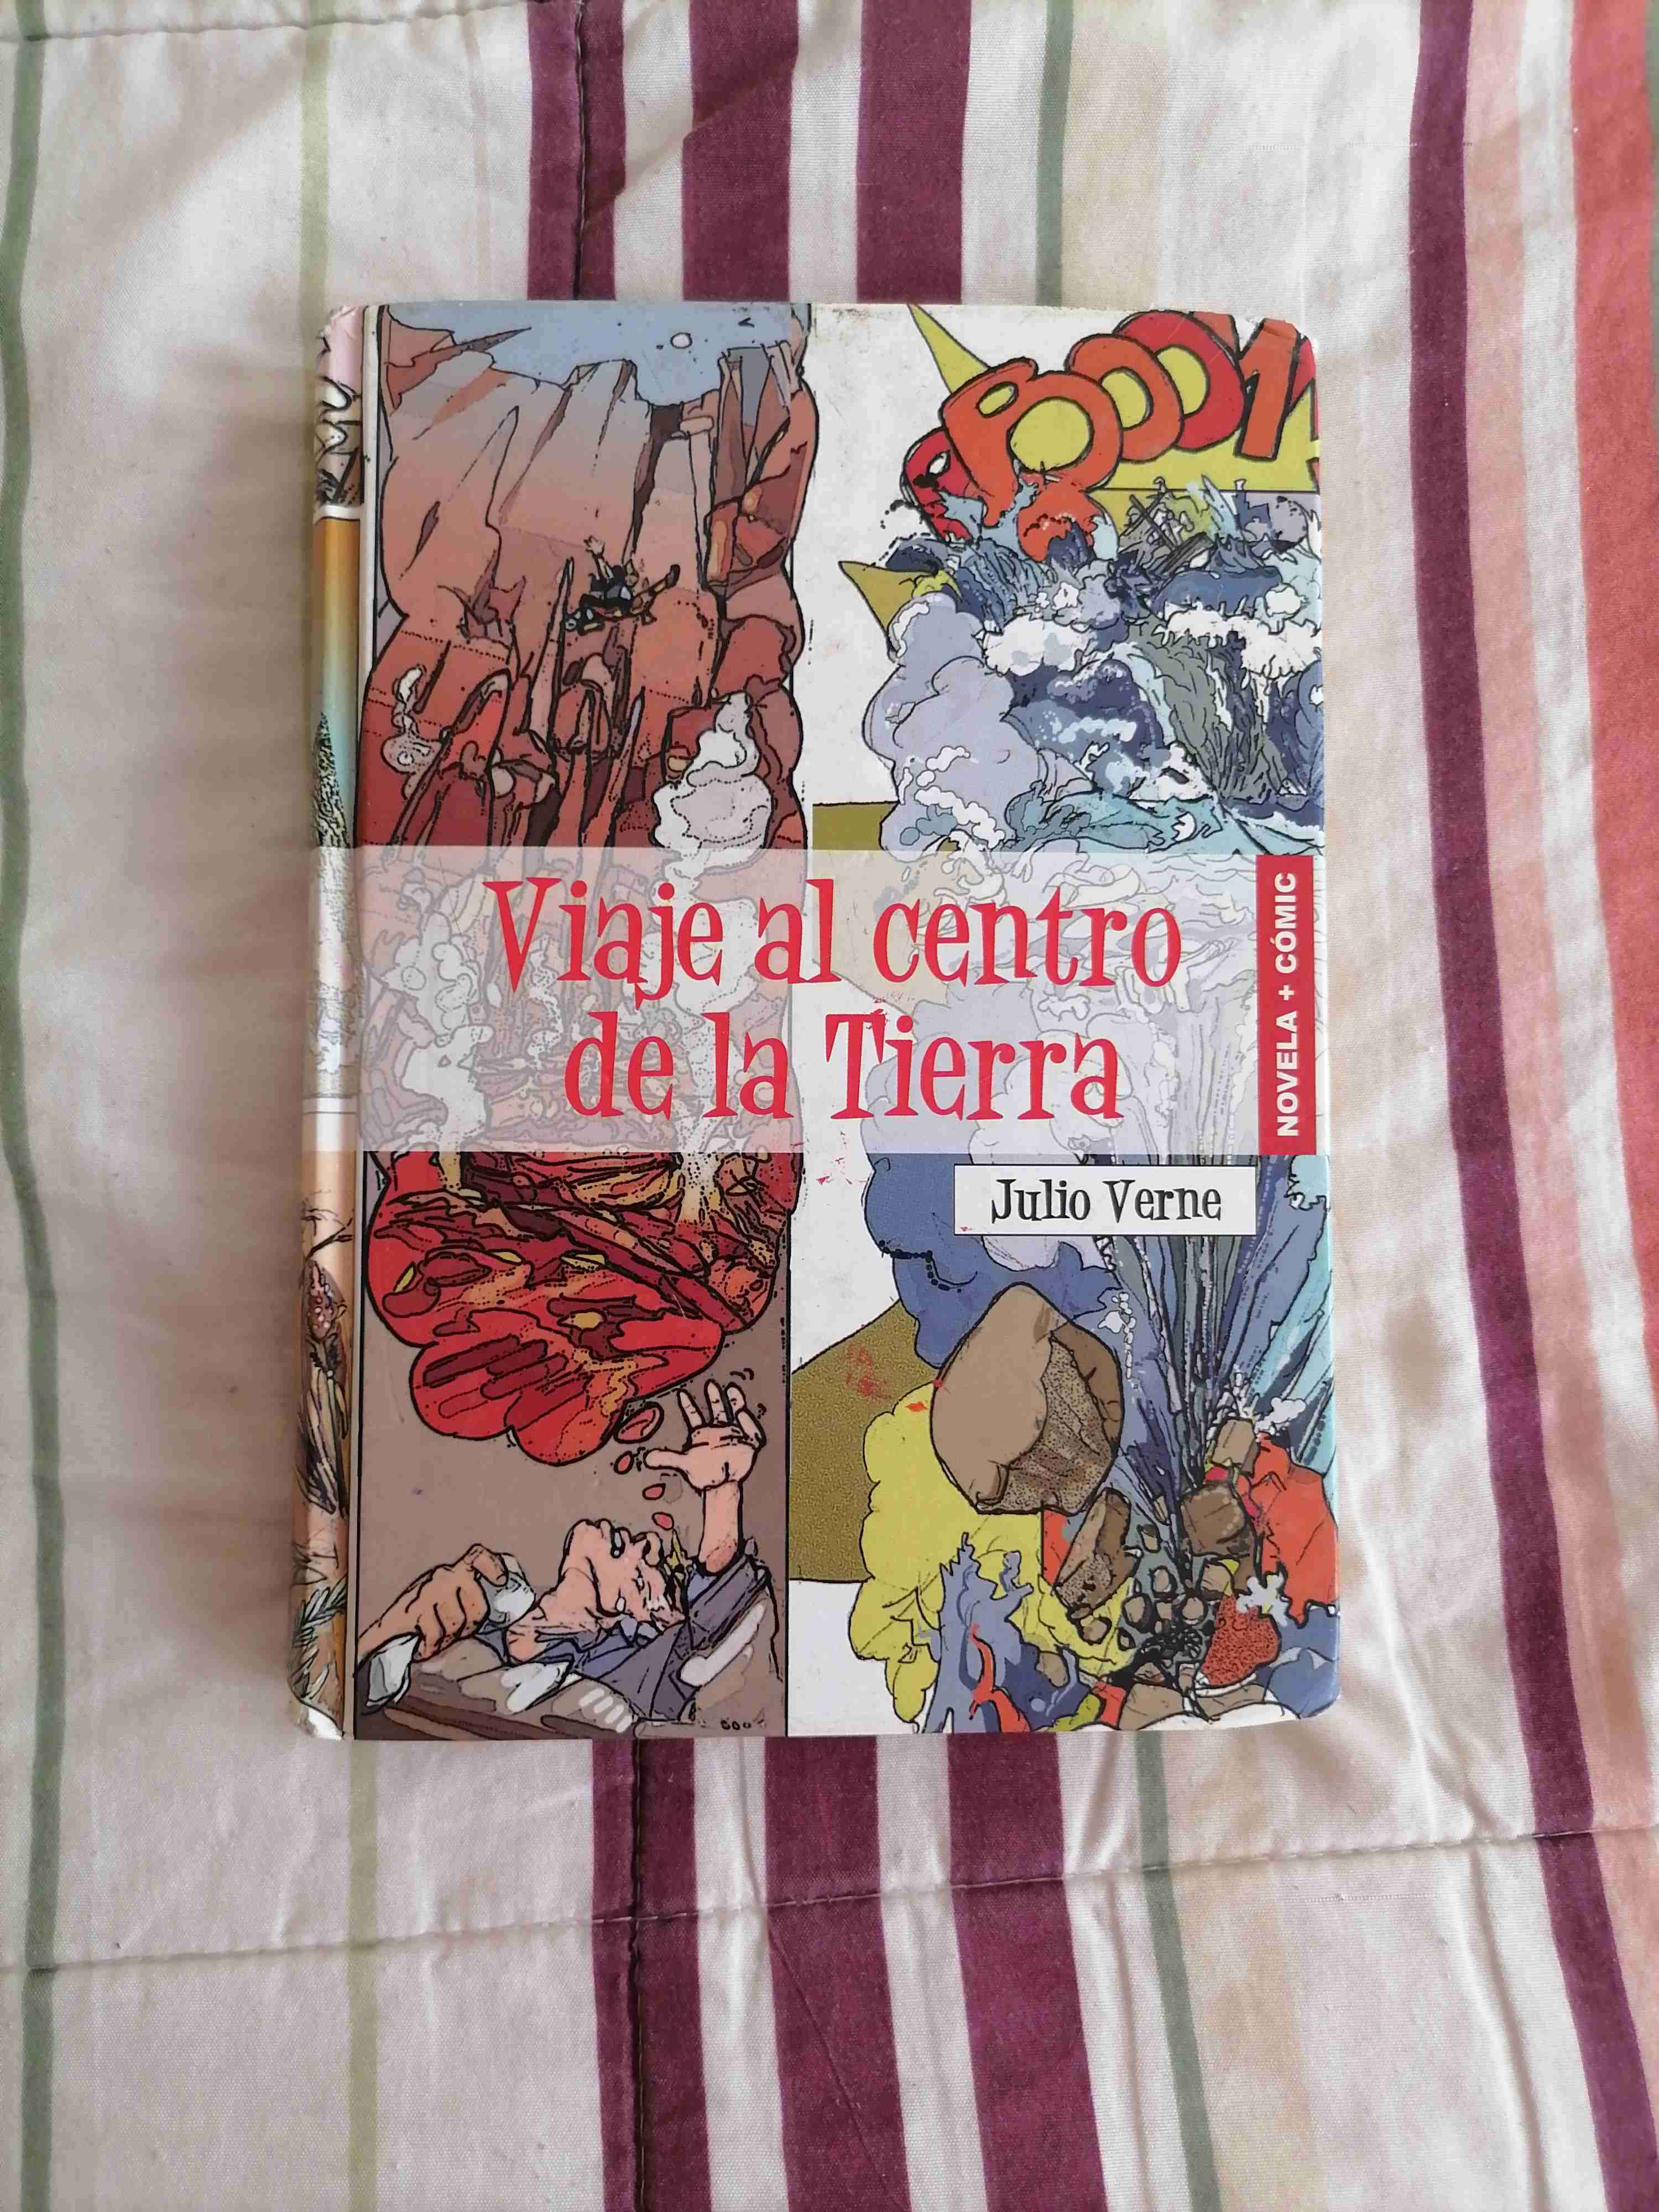 BOOOM
Viaje al centro
de la Tierra
NOVELA + CÓMIC
Julio Verne